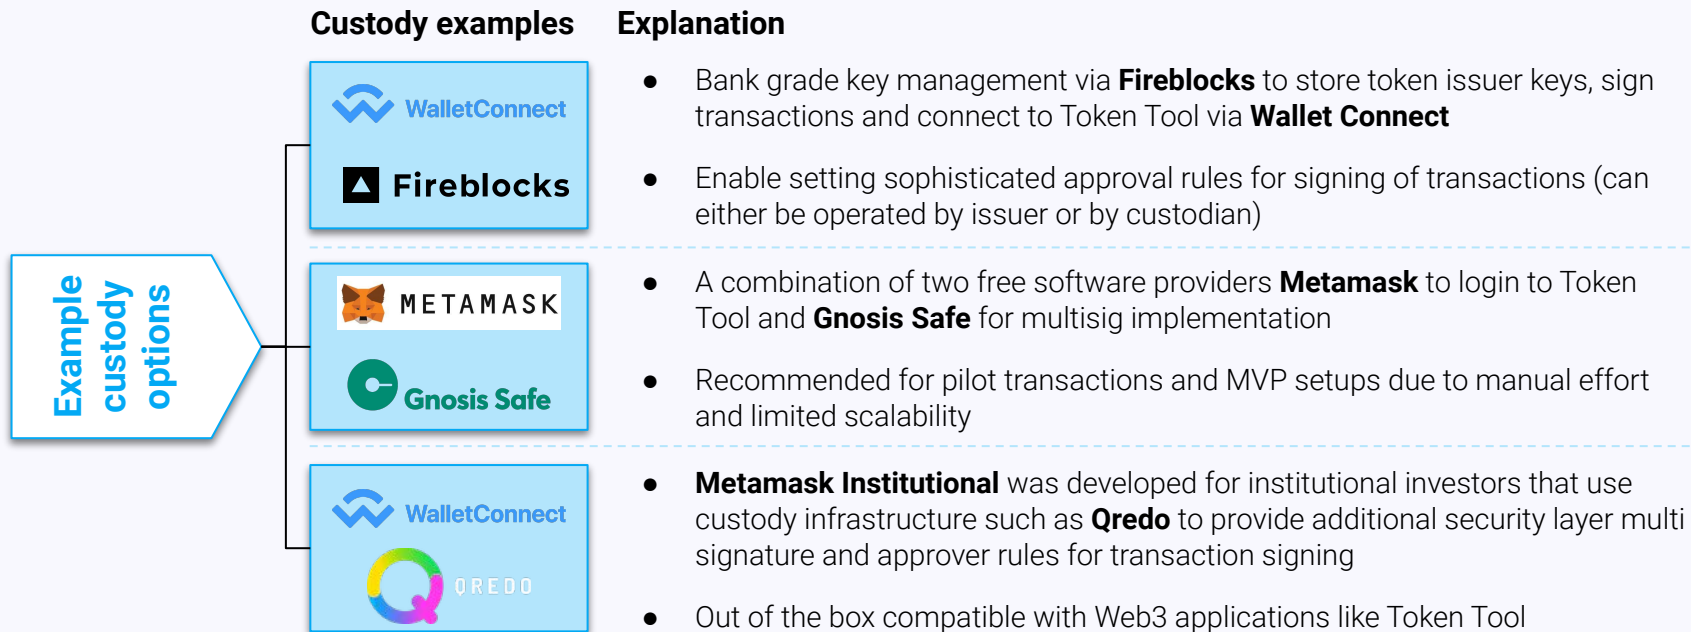 Custody examples
Explanation
Example
custody
options
WalletConnect
Fireblocks
● Bank grade key management via Fireblocks to store token issuer keys, sign
transactions and connect to Token Tool via Wallet Connect
● Enable setting sophisticated approval rules for signing of transactions (can
either be operated by issuer or by custodian)
METAMASK
Gnosis Safe
● A combination of two free software providers Metamask to login to Token
Tool and Gnosis Safe for multisig implementation
● Recommended for pilot transactions and MVP setups due to manual effort
and limited scalability
WalletConnect
QREDO
● Metamask Institutional was developed for institutional investors that use
custody infrastructure such as Qredo to provide additional security layer multi
signature and approver rules for transaction signing
● Out of the box compatible with Web3 applications like Token Tool